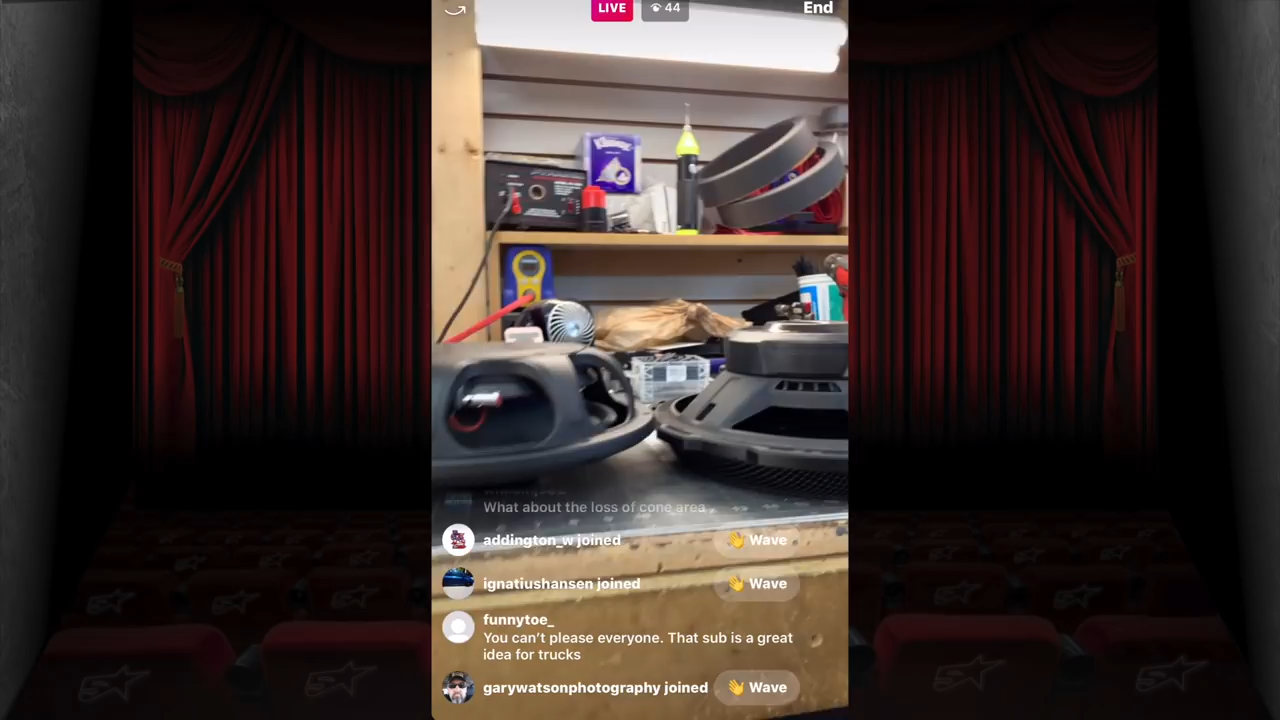 LIVE
44
End
Kleenex
What about the loss of cone area
addington_w joined
Wave
ignatiushansen joined
Wave
funnytoe_
You can’t please everyone. That sub is a great
idea for trucks
garywatsonphotography joined
Wave